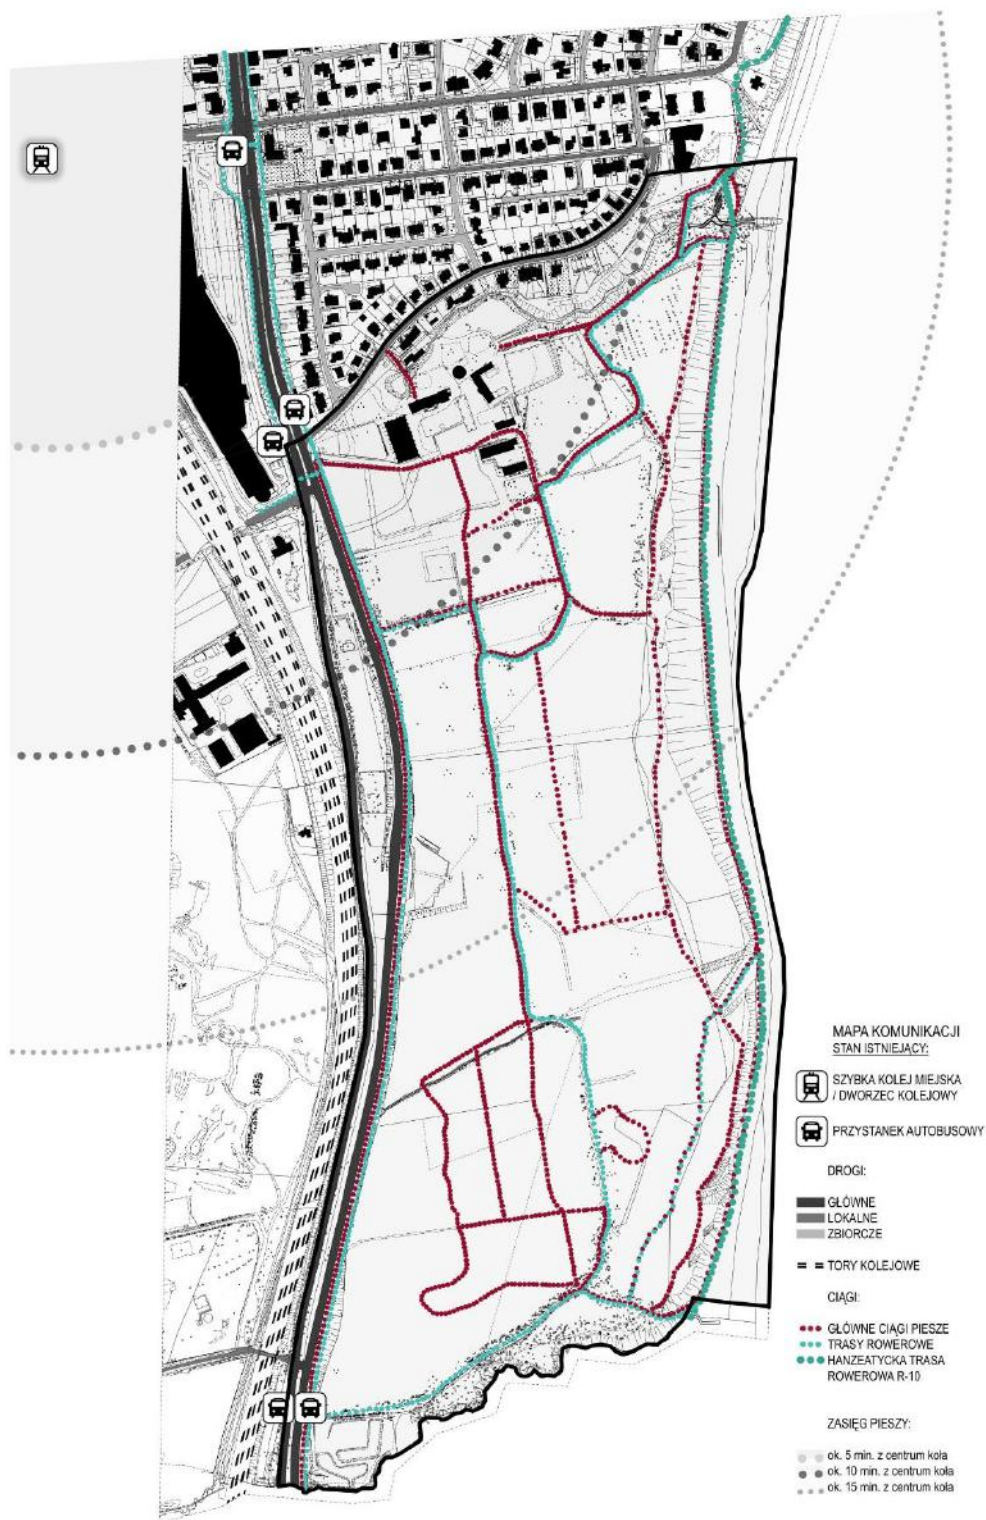 MAPA KOMUNIKACJI
STAN ISTNIEJĄCY:
SZYBKA KOLEJ MIEJSKA
/ DWORZEC KOLEJOWY
PRZYSTANEK AUTOBUSOWY
DROGI:
GŁÓWNE
LOKALNE
ZBIORCZE
TORY KOLEJOWE
CIĄGI:
GŁÓWNE CIĄGI PIESZE
TRASY ROWEROWE
HANZEATYCKA TRASA
ROWEROWA R-10
ZASIĘG PIESZY:
ok. 5 min. z centrum koła
ok. 10 min. z centrum koła
ok. 15 min. z centrum koła